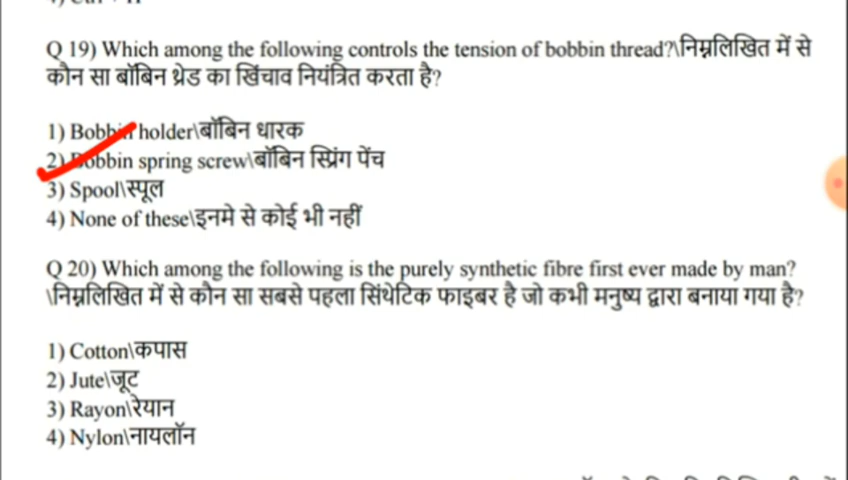 Q 19) Which among the following controls the tension of bobbin thread?\निम्नलिखित में से
कौन सा बॉबिन थ्रेड का खिंचाव नियंत्रित करता है?
1) Bobbin holder\बॉबिन धारक
2) Bobbin spring screw\बॉबिन स्प्रिंग पेंच
3) Spool\स्पूल
4) None of these\इनमे से कोई भी नहीं
Q 20) Which among the following is the purely synthetic fibre first ever made by man?
\निम्नलिखित में से कौन सा सबसे पहला सिंथेटिक फाइबर है जो कभी मनुष्य द्वारा बनाया गया है?
1) Cotton\कपास
2) Jute\जूट
3) Rayon\रेयान
4) Nylon\नायलॉन